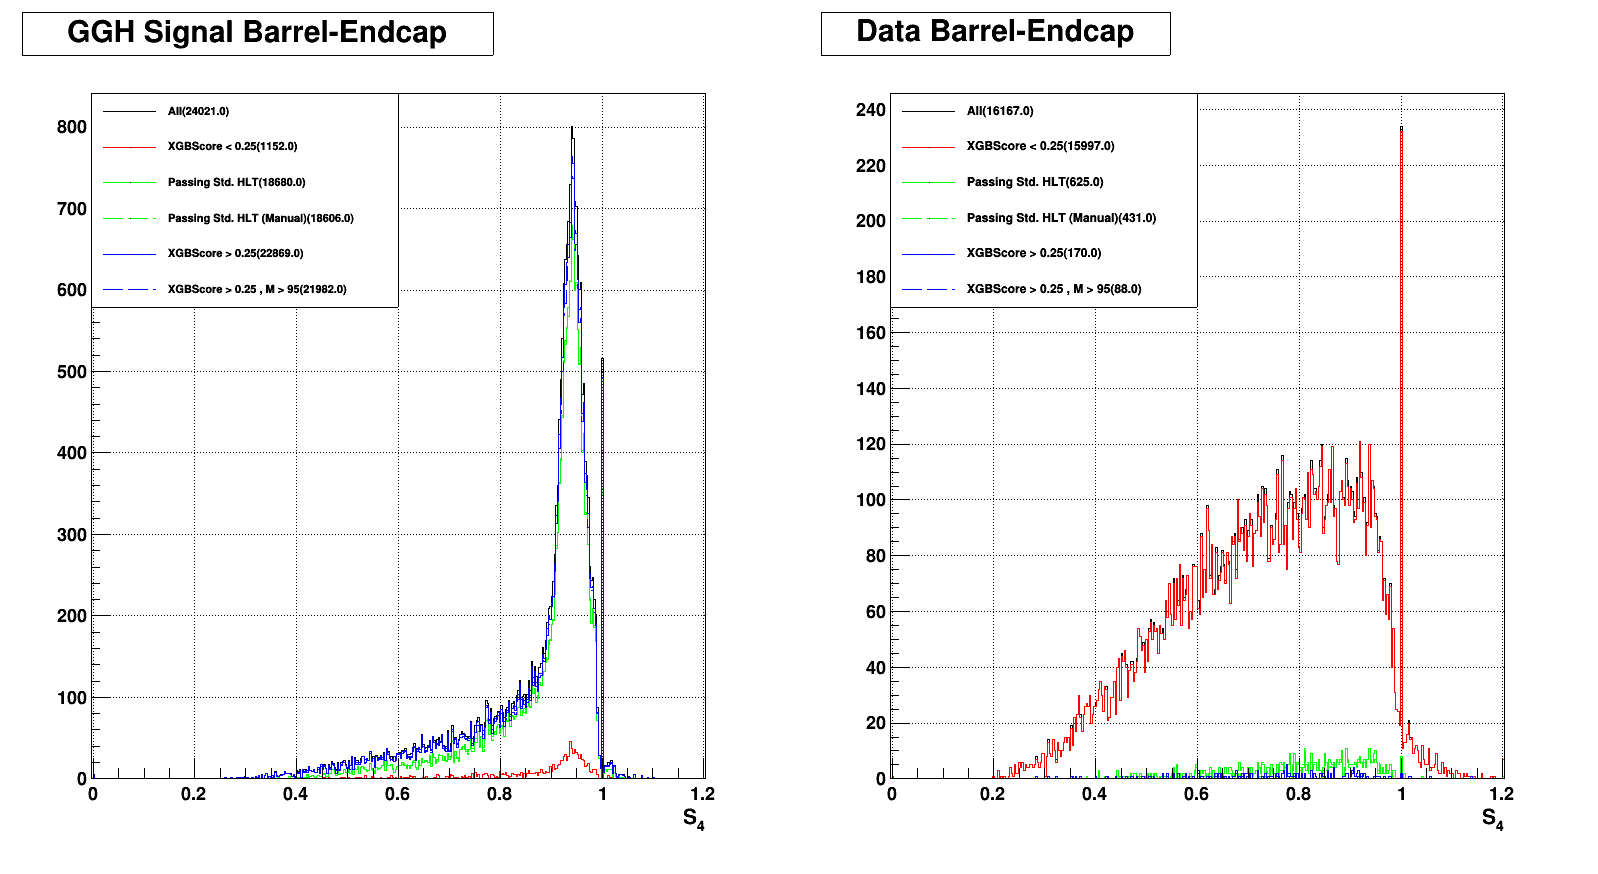 GGH Signal Barrel-Endcap
All(24021.0)
XGBScore < 0.25(1152.0)
Passing Std. HLT(18680.0)
Passing Std. HLT (Manual)(18606.0)
XGBScore > 0.25(22869.0)
XGBScore > 0.25 , M > 95(21982.0)
800
700
600
500
400
300
200
100
0
0 0.2 0.4 0.6 0.8 1 1.2
S4
Data Barrel-Endcap
All(16167.0)
XGBScore < 0.25(15997.0)
Passing Std. HLT(625.0)
Passing Std. HLT (Manual)(431.0)
XGBScore > 0.25(170.0)
XGBScore > 0.25 , M > 95(88.0)
240
220
200
180
160
140
120
100
80
60
40
20
0
0 0.2 0.4 0.6 0.8 1 1.2
S4